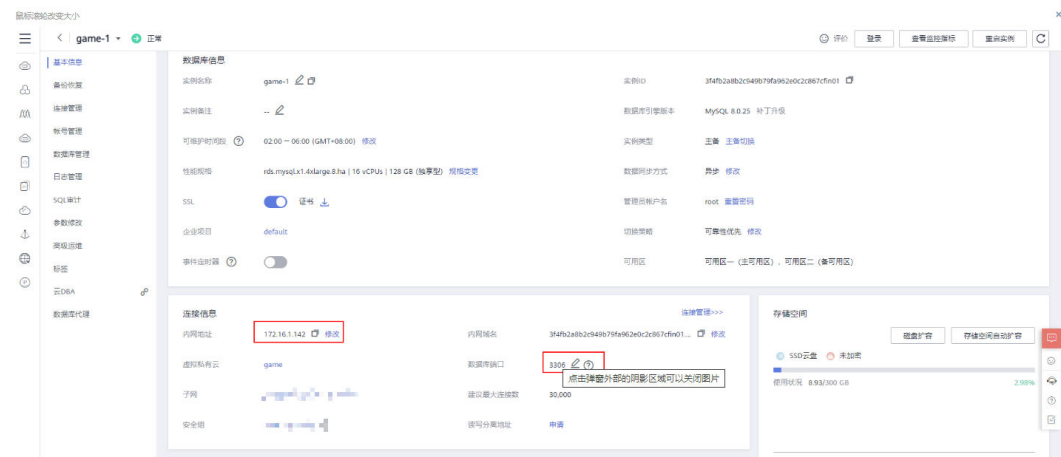 鼠标滚轮改变大小
game-1 正常 评价 登录 查看监控指标 重启实例
基本信息
备份恢复
连接管理
帐号管理
数据库管理
日志管理
SQL审计
参数修改
高级运维
标签
云DBA
数据库代理
数据库信息
实例名称 game-1 实例ID 3f4fb2a8b2c949b79fa962e0c2c867cfin01
实例备注 -- 数据库引擎版本 MySQL 8.0.25 补丁升级
可维护时间段 02:00 – 06:00 (GMT+08:00) 修改 实例类型 主备 主备切换
性能规格 rds.mysql.x1.4xlarge.8.ha | 16 vCPUs | 128 GB (独享型) 规格变更 数据同步方式 异步 修改
SSL 证书 管理员帐户名 root 重置密码
企业项目 default 切换策略 可靠性优先 修改
事件定时器 可用区 可用区一（主可用区）, 可用区二（备可用区）
连接信息 连接管理>>>
内网地址 172.16.1.142 修改 内网域名 3f4fb2a8b2c949b79fa962e0c2c867cfin01... 修改
虚拟私有云 game 数据库端口 3306
点击弹窗外部的阴影区域可以关闭图片
子网 建议最大连接数 30,000
安全组 读写分离地址 申请
存储空间
磁盘扩容 存储空间自动扩容
SSD云盘 未加密
使用状况 8.93/300 GB 2.98%